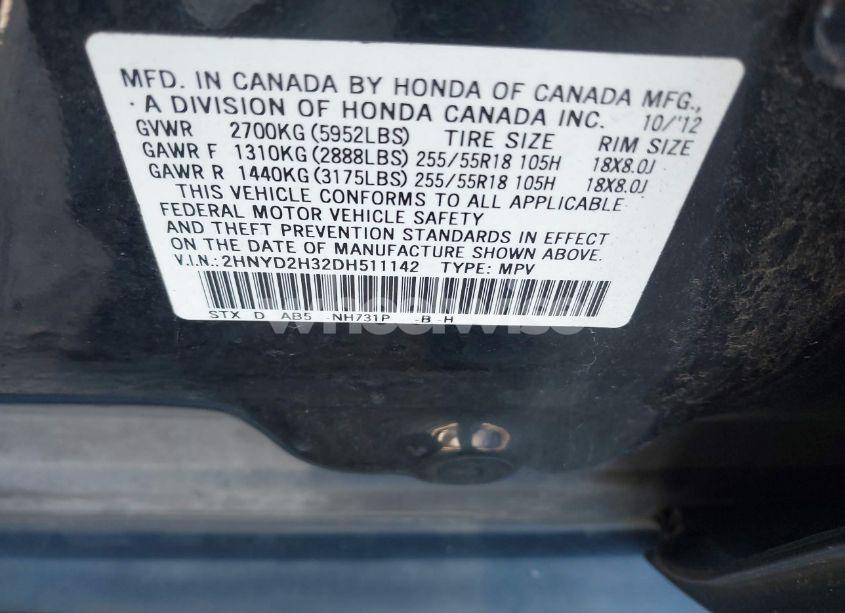 MFD. IN CANADA BY HONDA OF CANADA MFG.,
A DIVISION OF HONDA CANADA INC. 10/'12
GVWR 2700KG (5952LBS) TIRE SIZE RIM SIZE
GAWR F 1310KG (2888LBS) 255/55R18 105H 18X8.0J
GAWR R 1440KG (3175LBS) 255/55R18 105H 18X8.0J
THIS VEHICLE CONFORMS TO ALL APPLICABLE
FEDERAL MOTOR VEHICLE SAFETY
AND THEFT PREVENTION STANDARDS IN EFFECT
ON THE DATE OF MANUFACTURE SHOWN ABOVE.
V.I.N.: 2HNYD2H32DH511142 TYPE: MPV
STX D AB5 -NH731P -B -H